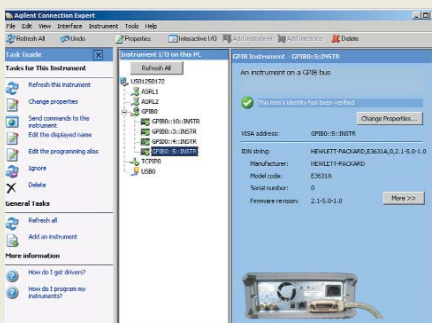 Agilent Connection Expert
File Edit View Interface Instrument Tools Help
Refresh All Undo Properties Interactive I/O Add Instrument Add Interface Delete
Task Guide
Tasks for This Instrument
Refresh this instrument
Change properties
Send commands to this
instrument
Edit the displayed name
Edit the programming alias
Ignore
Delete
General Tasks
Refresh all
Add an instrument
More information
How do I get drivers?
How do I program my
instruments?
Instrument I/O on this PC
Refresh All
US01250172
ASRL1
ASRL2
GPIB0
GPIB0::10::INSTR
GPIB0::3::INSTR
GPIB0::4::INSTR
GPIB0::5::INSTR
TCPIP0
USB0
GPIB Instrument - GPIB0::5::INSTR
An instrument on a GPIB bus
This item's identity has been verified
Change Properties...
VISA address: GPIB0::5::INSTR
IDN string: HEWLETT-PACKARD,E3631A,0,2.1-5.0-1.0
Manufacturer: HEWLETT-PACKARD
Model code: E3631A
Serial number: 0
Firmware revision: 2.1-5.0-1.0
More >>